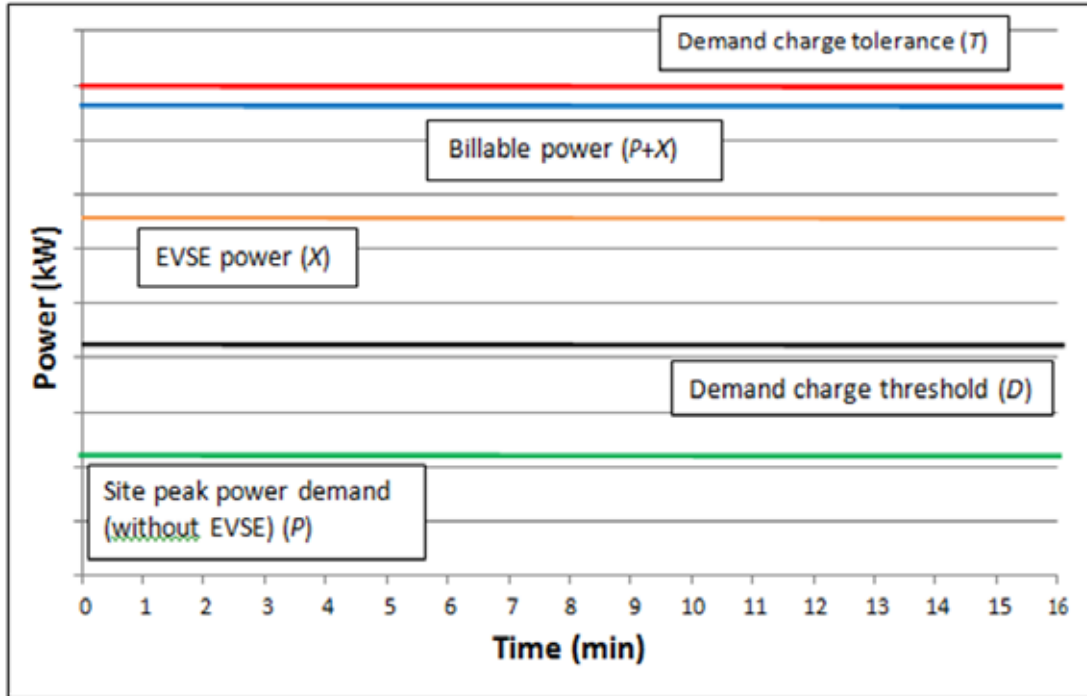 Demand charge tolerance (T)
Billable power (P+X)
EVSE power (X)
Demand charge threshold (D)
Site peak power demand
(without EVSE) (P)
Power (kW)
0 1 2 3 4 5 6 7 8 9 10 11 12 13 14 15 16
Time (min)